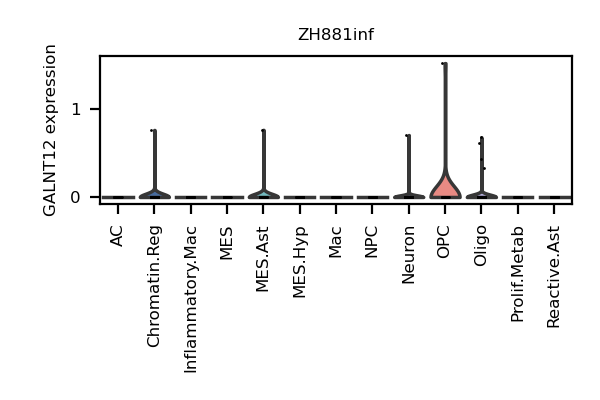 ZH881inf
GALNT12 expression
1
0
AC
Chromatin.Reg
Inflammatory.Mac
MES
MES.Ast
MES.Hyp
Mac
NPC
Neuron
OPC
Oligo
Prolif.Metab
Reactive.Ast